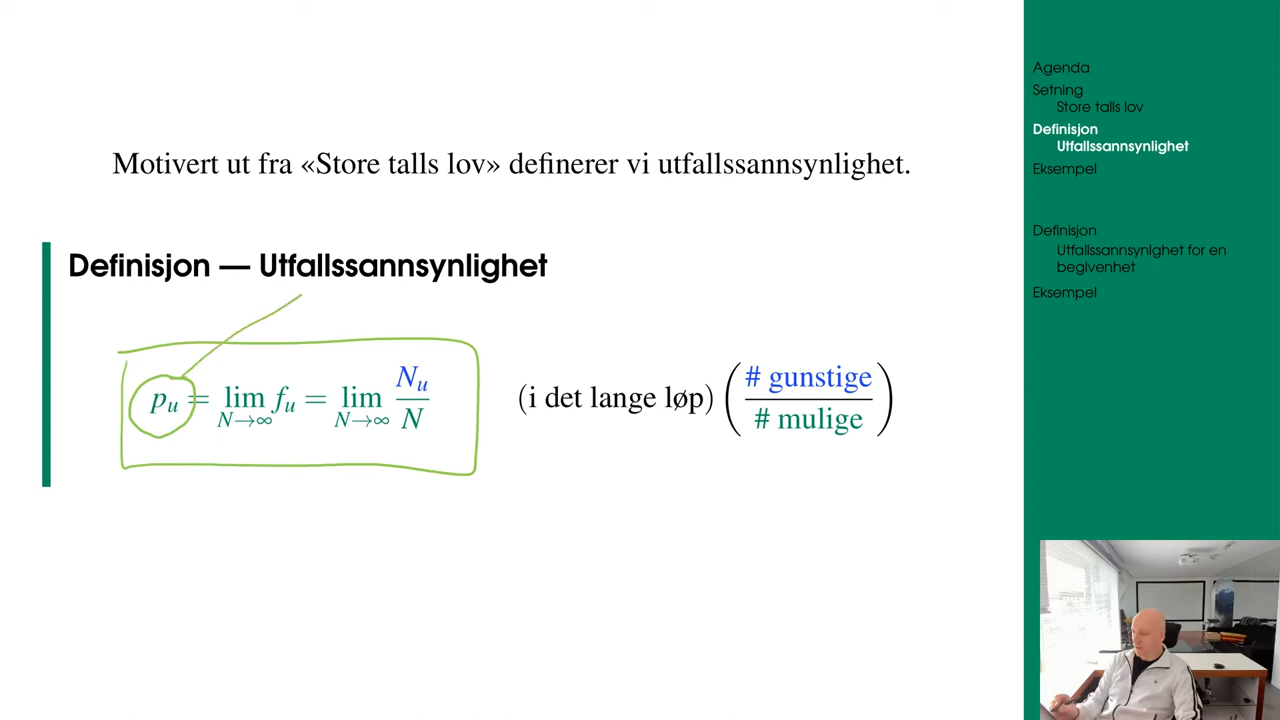 Motivert ut fra «Store talls lov» definerer vi utfallssannsynlighet.
Definisjon — Utfallssannsynlighet
p_u = lim_{N→∞} f_u = lim_{N→∞} N_u / N (i det lange løp) (# gunstige / # mulige)
Agenda
Setning
Store talls lov
Definisjon
Utfallssannsynlighet
Eksempel
Definisjon
Utfallssannsynlghet for en
begivenhet
Eksempel